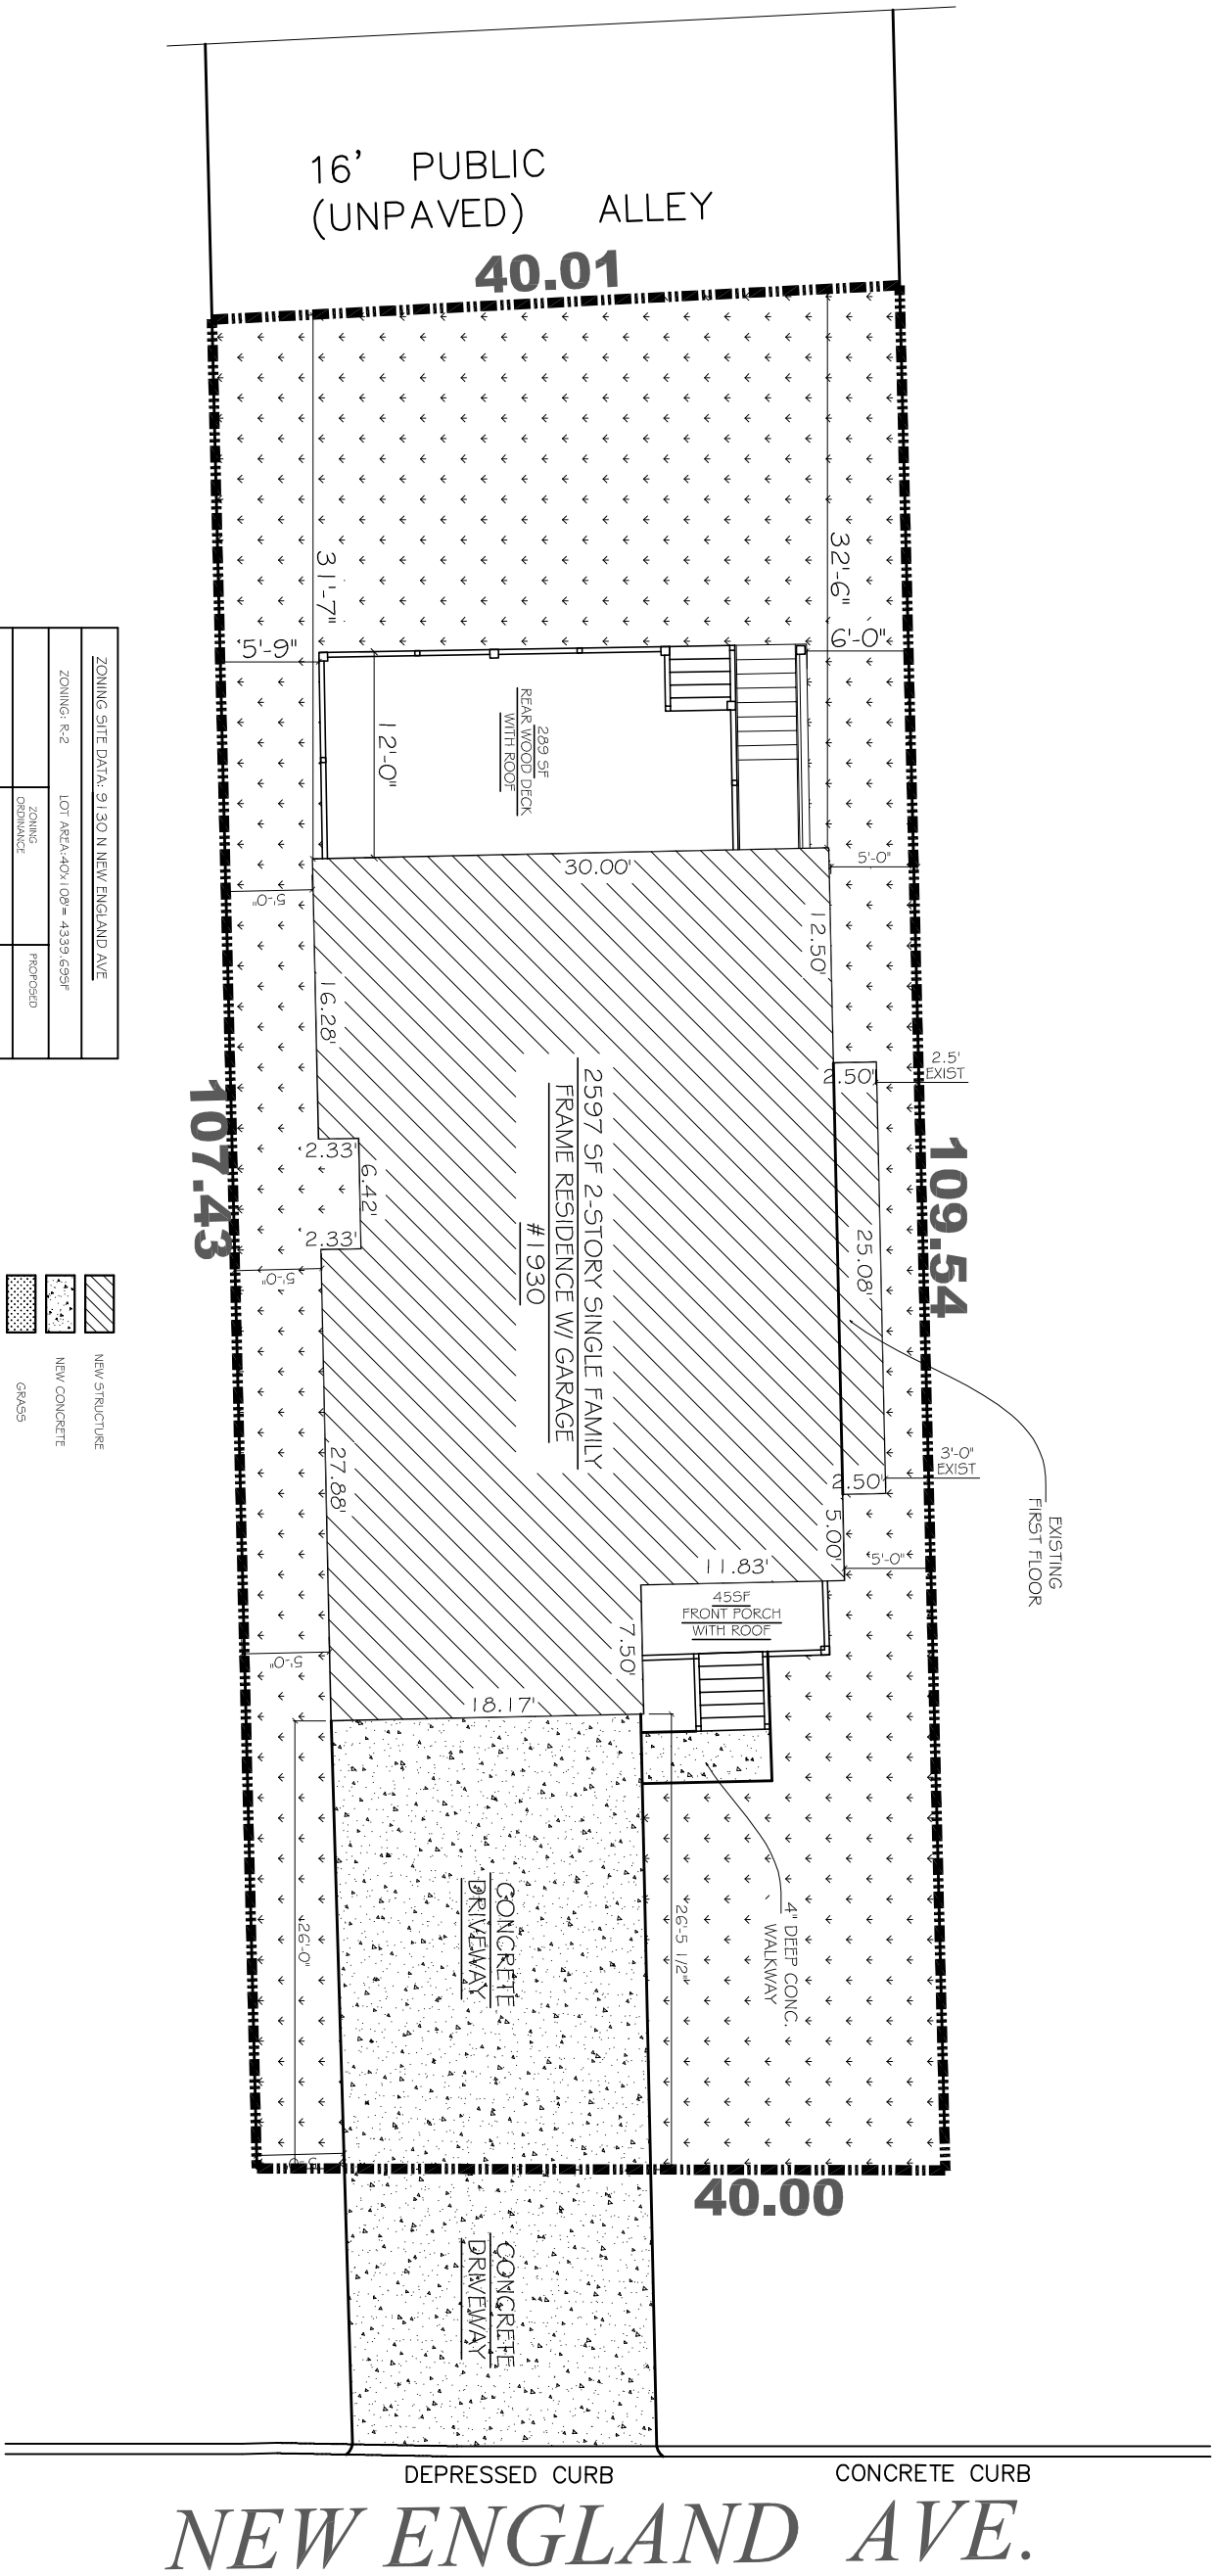 16' PUBLIC
(UNPAVED) ALLEY
40.01
31'-7"
32'-6"
5'-9"
6'-0"
289 SF
REAR WOOD DECK
WITH ROOF
12'-0"
30.00'
5'-0"
5'-0"
12.50'
16.28'
2.5'
EXIST
2.50'
2.33'
6.42'
2.33'
107.43
109.54
2597 SF 2-STORY SINGLE FAMILY
FRAME RESIDENCE W/ GARAGE
#1930
25.08'
5'-0"
27.88'
3'-0"
EXIST
2.50'
EXISTING
FIRST FLOOR
5.00'
5'-0"
11.83'
45SF
FRONT PORCH
WITH ROOF
7.50'
5'-0"
18.17'
26'-0"
26'-5 1/2"
4" DEEP CONC.
WALKWAY
CONCRETE
DRIVEWAY
5'-0"
40.00
CONCRETE
DRIVEWAY
DEPRESSED CURB
CONCRETE CURB
NEW ENGLAND AVE.
ZONING SITE DATA: 9130 N NEW ENGLAND AVE
ZONING: R-2
LOT AREA:40'x108'= 4339.69SF
ZONING
ORDINANCE
PROPOSED
NEW STRUCTURE
NEW CONCRETE
GRASS